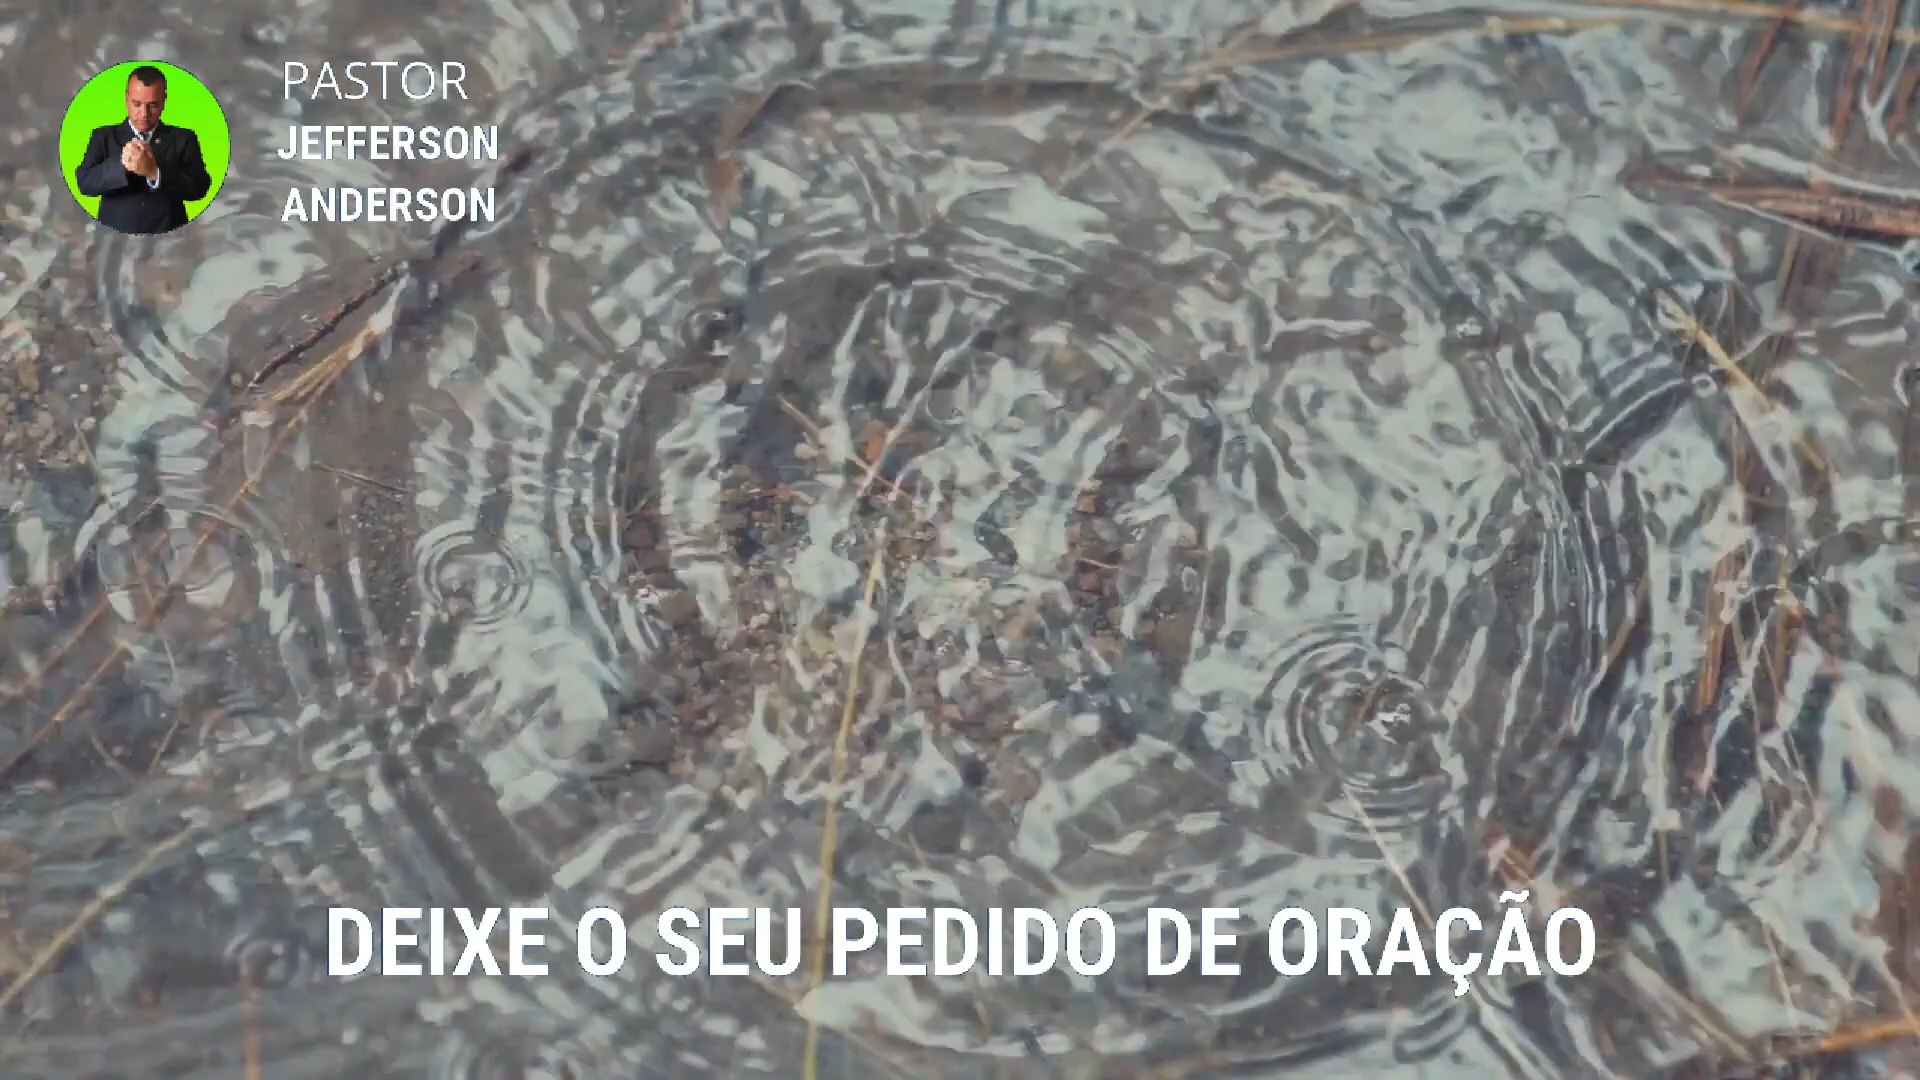 PASTOR
JEFFERSON
ANDERSON
DEIXE O SEU PEDIDO DE ORAÇÃO